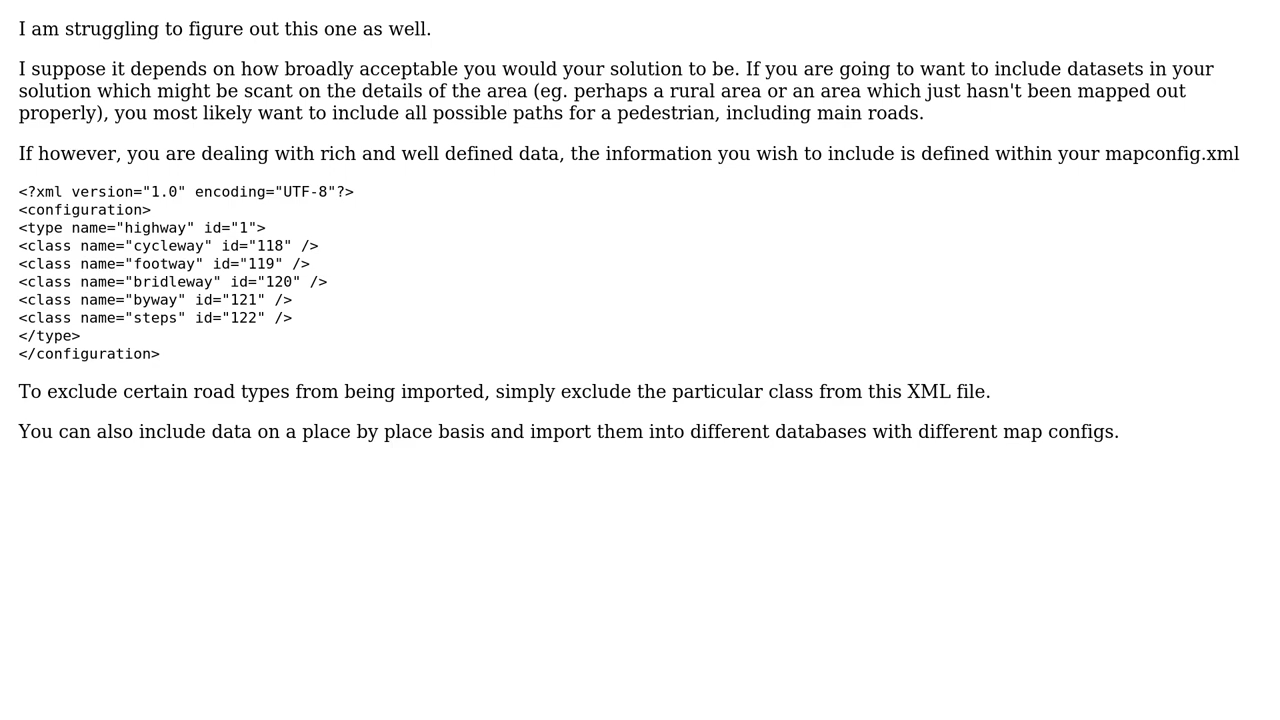 I am struggling to figure out this one as well.
I suppose it depends on how broadly acceptable you would your solution to be. If you are going to want to include datasets in your
solution which might be scant on the details of the area (eg. perhaps a rural area or an area which just hasn't been mapped out
properly), you most likely want to include all possible paths for a pedestrian, including main roads.
If however, you are dealing with rich and well defined data, the information you wish to include is defined within your mapconfig.xml
<?xml version="1.0" encoding="UTF-8"?>
<configuration>
<type name="highway" id="1">
<class name="cycleway" id="118" />
<class name="footway" id="119" />
<class name="bridleway" id="120" />
<class name="byway" id="121" />
<class name="steps" id="122" />
</type>
</configuration>
To exclude certain road types from being imported, simply exclude the particular class from this XML file.
You can also include data on a place by place basis and import them into different databases with different map configs.